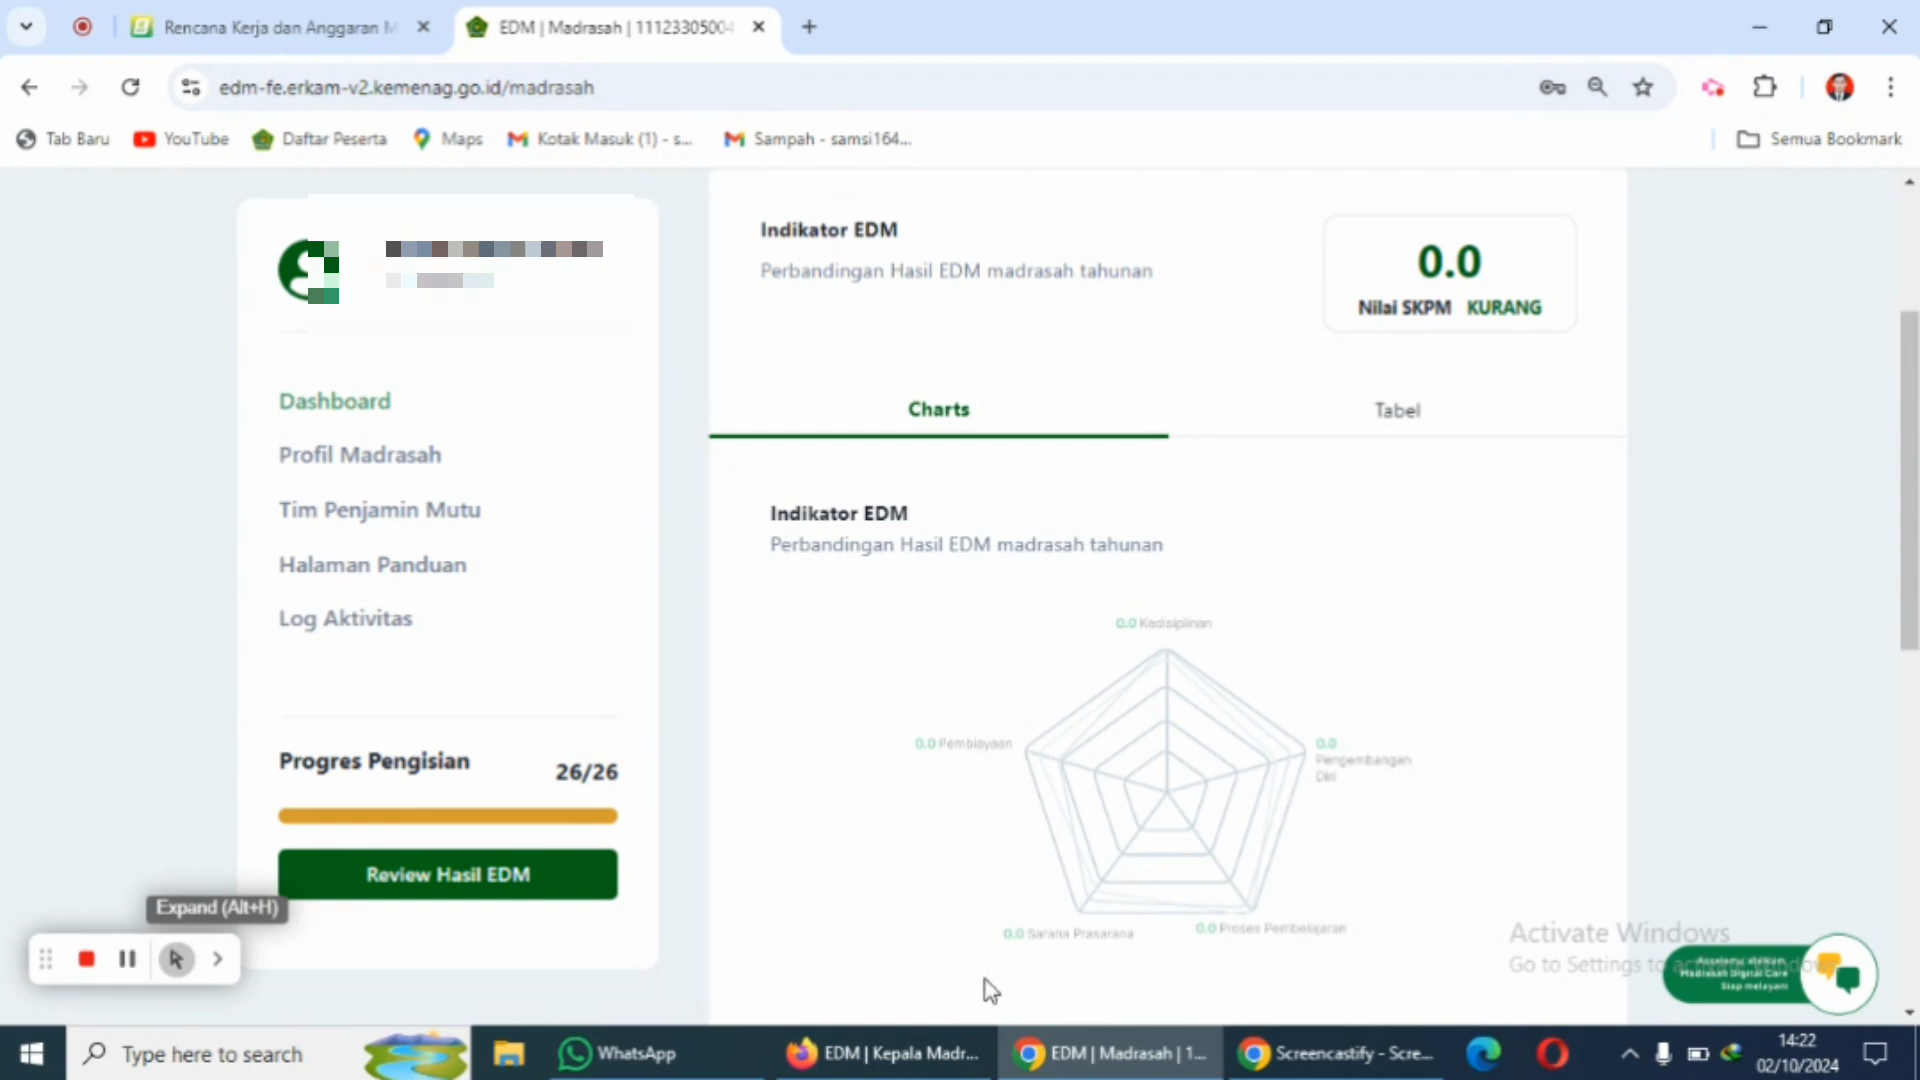 Rencana Kerja dan Anggaran M
EDM | Madrasah | 11123305004
edm-fe.erkam-v2.kemenag.go.id/madrasah
Tab Baru
YouTube
Daftar Peserta
Maps
Kotak Masuk (1) - s...
Sampah - samsi164...
Semua Bookmark
Dashboard
Profil Madrasah
Tim Penjamin Mutu
Halaman Panduan
Log Aktivitas
Progres Pengisian
26/26
Review Hasil EDM
Expand (Alt+H)
Indikator EDM
Perbandingan Hasil EDM madrasah tahunan
0.0
Nilai SKPM KURANG
Charts
Tabel
Indikator EDM
Perbandingan Hasil EDM madrasah tahunan
0.0 Kedisiplinan
0.0 Pembiayaan
0.0
Pengembangan
Diri
0.0 Sarana Prasarana
0.0 Proses Pembelajaran
Activate Windows
Go to Settings to
Madrasah Digital Care
Siap melayani
Type here to search
WhatsApp
EDM | Kepala Madr...
EDM | Madrasah | 1...
Screencastify - Scre...
14:22
02/10/2024